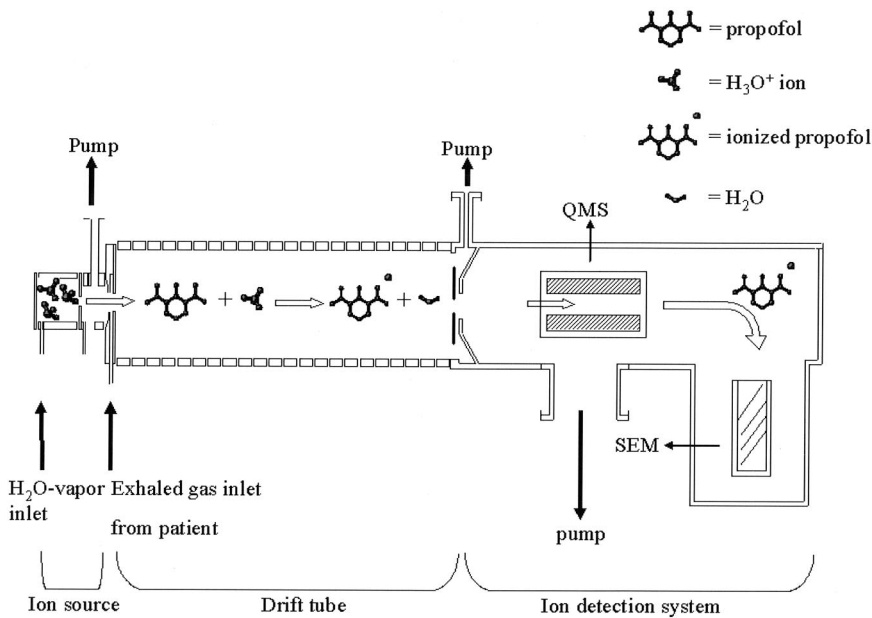 = propofol
= H₃O⁺ ion
a
= ionized propofol
= H₂O
Pump
Pump
QMS
a
a
+
+
SEM
H₂O-vapor
inlet
Exhaled gas inlet
from patient
pump
Ion source
Drift tube
Ion detection system